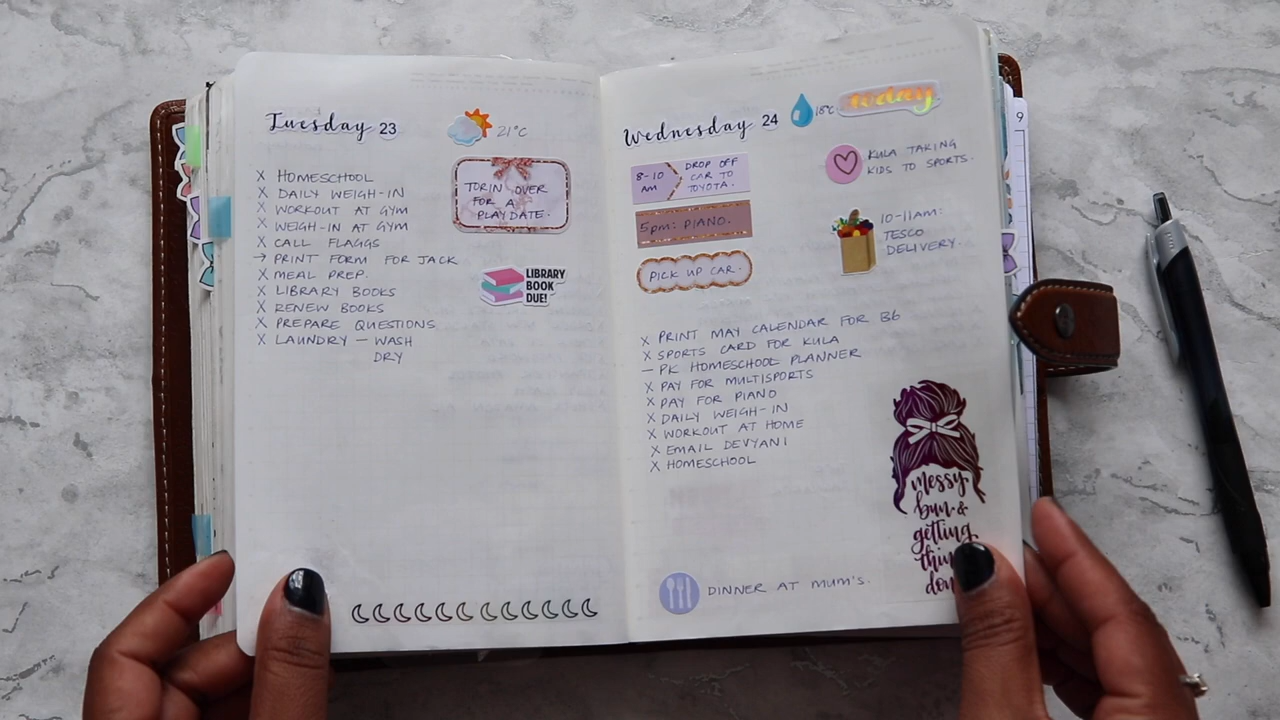 Tuesday 23
21°C
X HOMESCHOOL
X DAILY WEIGH-IN
X WORKOUT AT GYM
X WEIGH-IN AT GYM
X CALL FLAGGS
→ PRINT FORM FOR JACK
X MEAL PREP.
X LIBRARY BOOKS
X RENEW BOOKS
X PREPARE QUESTIONS
X LAUNDRY – WASH
DRY
TORIN OVER
FOR A
PLAYDATE.
LIBRARY
BOOK
DUE!
Wednesday 24
18°C
today
8-10
AM
DROP OFF
CAR TO
TOYOTA.
5pm: PIANO.
PICK UP CAR.
KULA TAKING
KIDS TO SPORTS.
10-11AM:
TESCO
DELIVERY.
X PRINT MAY CALENDAR FOR B6
X SPORTS CARD FOR KULA
– PK HOMESCHOOL PLANNER
X PAY FOR MULTISPORTS
X PAY FOR PIANO
X DAILY WEIGH-IN
X WORKOUT AT HOME
X EMAIL DEVYANI
X HOMESCHOOL
messy
bun &
getting
DINNER AT MUM'S.
9